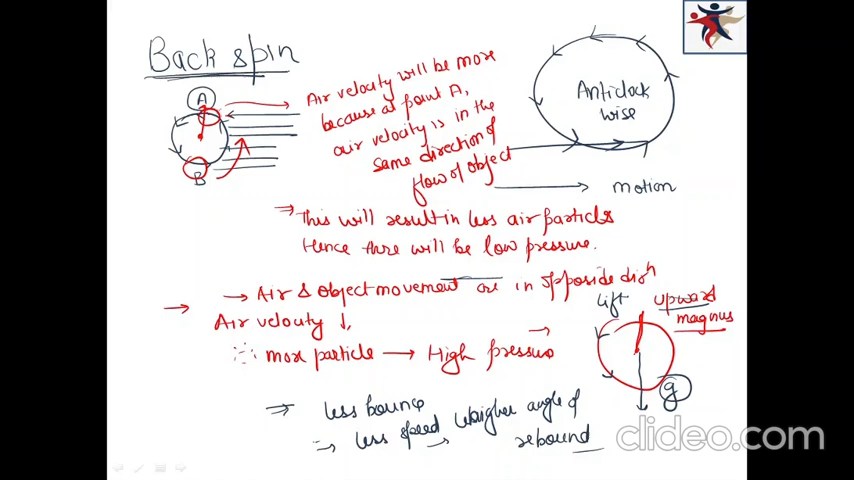 Back spin
A
B
Air velocity will be more
because at point A,
air velocity is in the
same direction of
flow of object
Anticlock
wise
motion
⇒ This will result in less air particles
Hence there will be low pressure.
→ → Air & object movement are in opposide dirⁿ
Air velouty ↓,
∴ more particle → High pressure
lift
upward
magnus
g
⇒ less bounce
⇒ less speed → higher angle of
rebound
clideo.com